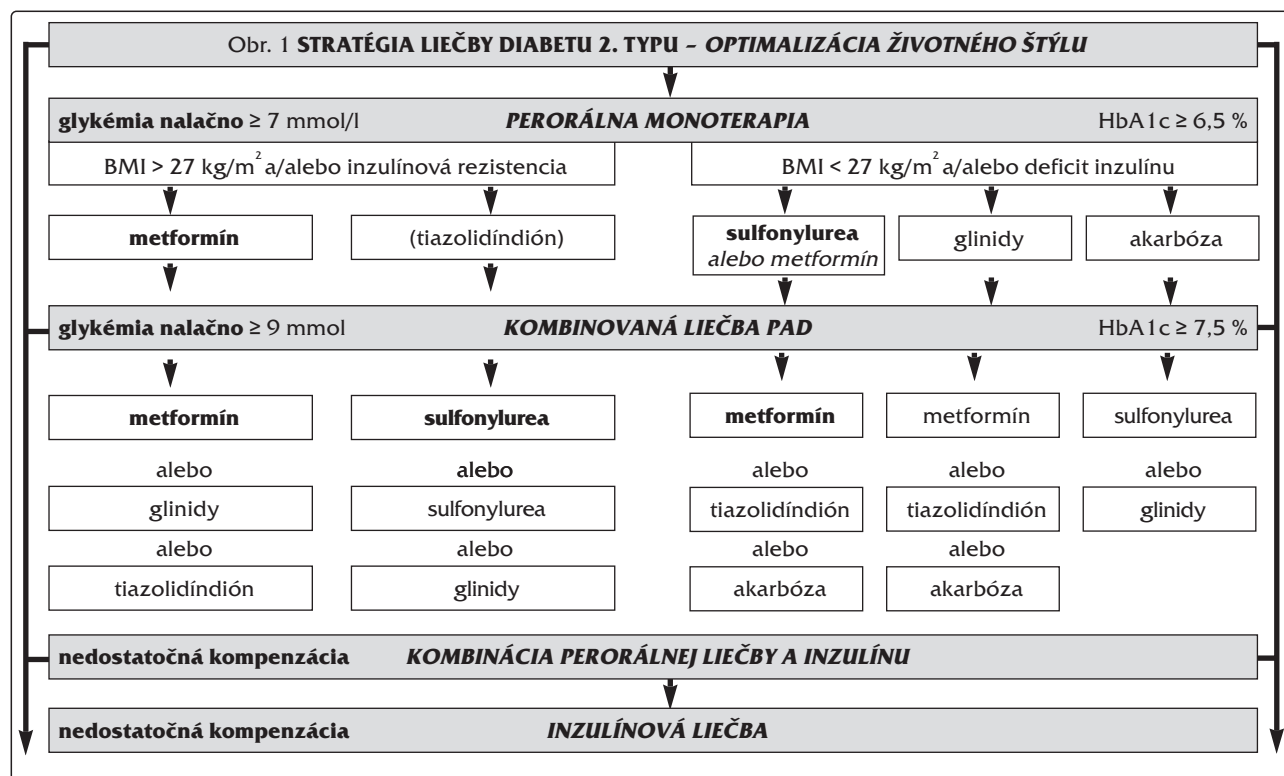 Obr. 1 STRATÉGIA LIEČBY DIABETU 2. TYPU – OPTIMALIZÁCIA ŽIVOTNÉHO ŠTÝLU
glykémia nalačno ≥ 7 mmol/l PERORÁLNA MONOTERAPIA HbA1c ≥ 6,5 %
BMI > 27 kg/m² a/alebo inzulínová rezistencia BMI < 27 kg/m² a/alebo deficit inzulínu
metformín (tiazolidíndión) sulfonylurea glinidy akarbóza
alebo metformín
glykémia nalačno ≥ 9 mmol KOMBINOVANÁ LIEČBA PAD HbA1c ≥ 7,5 %
metformín sulfonylurea metformín metformín sulfonylurea
alebo alebo alebo alebo alebo
glinidy sulfonylurea tiazolidíndión tiazolidíndión glinidy
alebo alebo alebo alebo
tiazolidíndión glinidy akarbóza akarbóza
nedostatočná kompenzácia KOMBINÁCIA PERORÁLNEJ LIEČBY A INZULÍNU
nedostatočná kompenzácia INZULÍNOVÁ LIEČBA